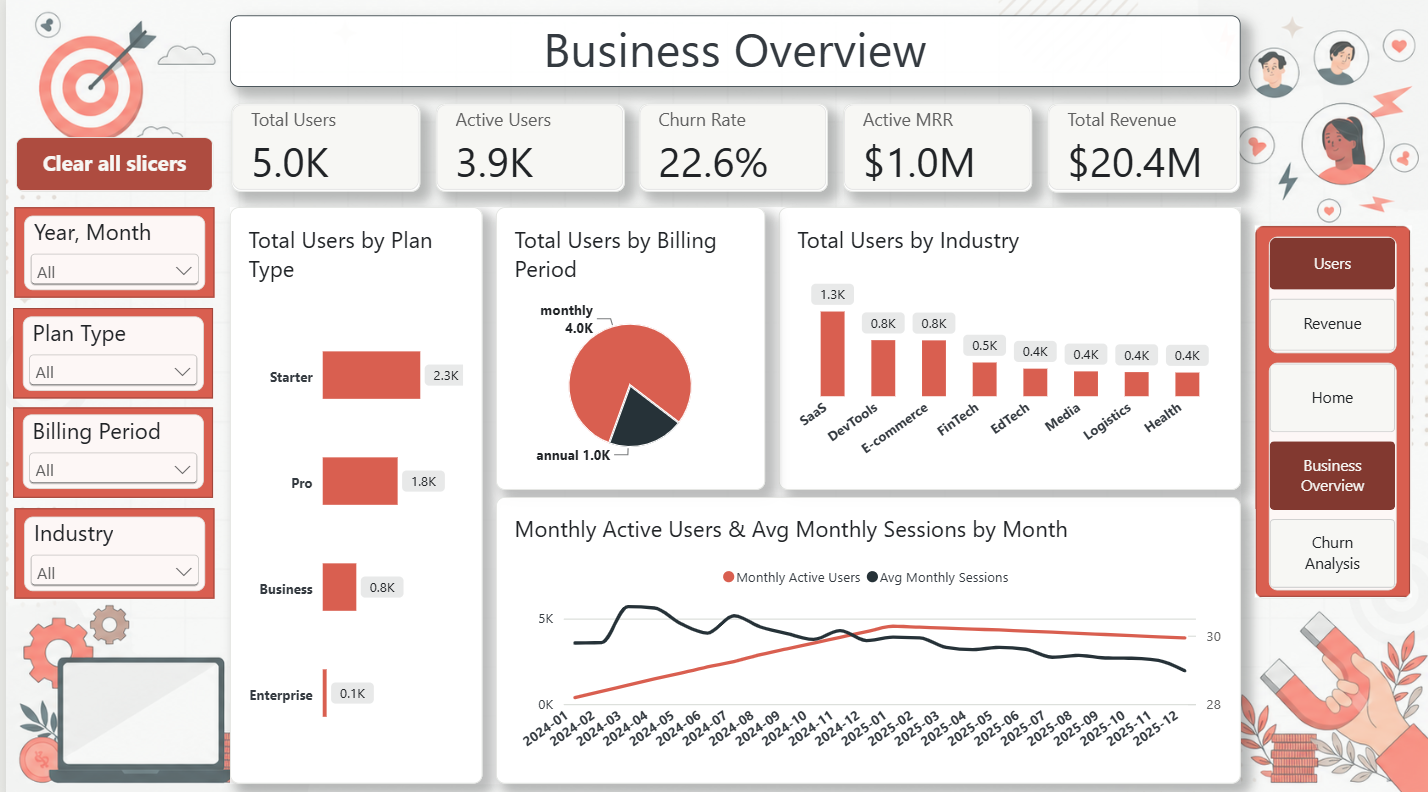 Business Overview
Clear all slicers
Total Users
5.0K
Active Users
3.9K
Churn Rate
22.6%
Active MRR
$1.0M
Total Revenue
$20.4M
Year, Month
All
Plan Type
All
Billing Period
All
Industry
All
Total Users by Plan
Type
Starter
2.3K
Pro
1.8K
Business
0.8K
Enterprise
0.1K
Total Users by Billing
Period
monthly
4.0K
annual 1.0K
Total Users by Industry
1.3K
0.8K
0.8K
0.5K
0.4K
0.4K
0.4K
0.4K
SaaS
DevTools
E-commerce
FinTech
EdTech
Media
Logistics
Health
Monthly Active Users & Avg Monthly Sessions by Month
Monthly Active Users
Avg Monthly Sessions
5K
0K
30
28
2024-01
2024-02
2024-03
2024-04
2024-05
2024-06
2024-07
2024-08
2024-09
2024-10
2024-11
2024-12
2025-01
2025-02
2025-03
2025-04
2025-05
2025-06
2025-07
2025-08
2025-09
2025-10
2025-11
2025-12
Users
Revenue
Home
Business
Overview
Churn
Analysis